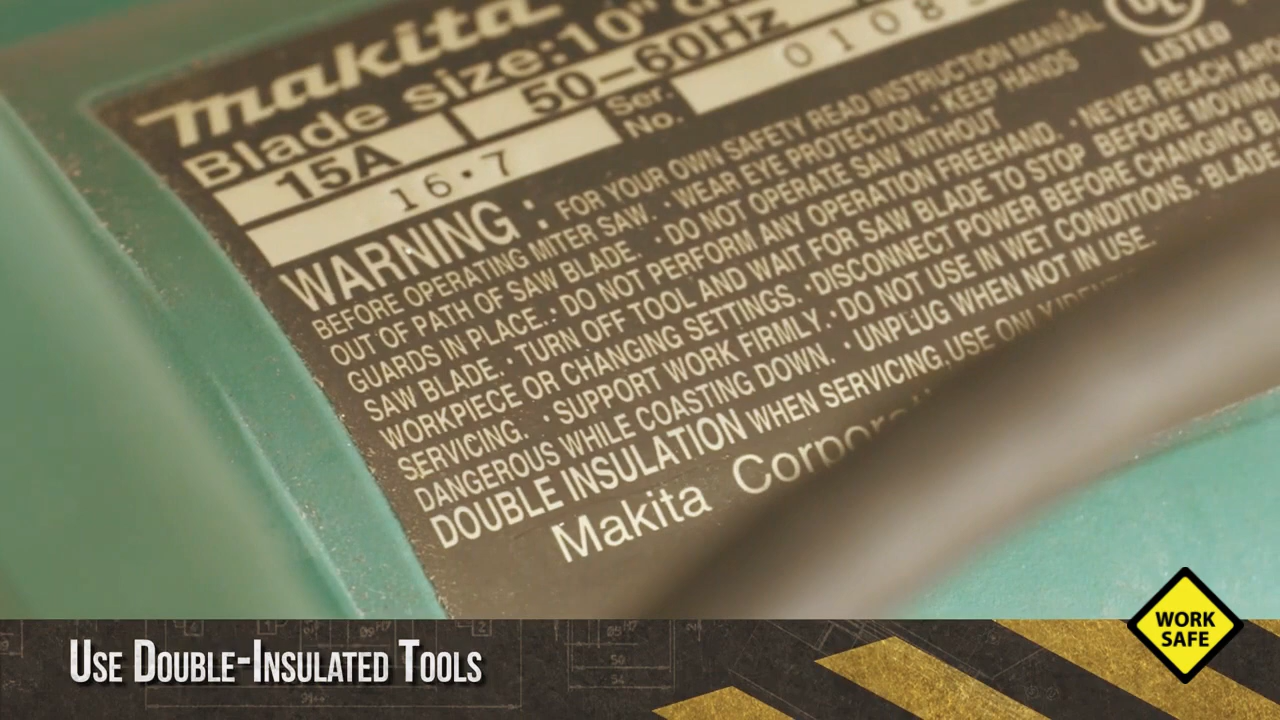 makita
Blade size:10" d
15A 50–60Hz
16•7 Ser. No. 0108
UL
LISTED
WARNING : FOR YOUR OWN SAFETY READ INSTRUCTION MANUAL
BEFORE OPERATING MITER SAW. • WEAR EYE PROTECTION. • KEEP HANDS
OUT OF PATH OF SAW BLADE. • DO NOT OPERATE SAW WITHOUT
GUARDS IN PLACE. • DO NOT PERFORM ANY OPERATION FREEHAND. • NEVER REACH
SAW BLADE. • TURN OFF TOOL AND WAIT FOR SAW BLADE TO STOP BEFORE MOVING
WORKPIECE OR CHANGING SETTINGS. • DISCONNECT POWER BEFORE CHANGING
SERVICING. • SUPPORT WORK FIRMLY. • DO NOT USE IN WET CONDITIONS. • BLADE
DANGEROUS WHILE COASTING DOWN. • UNPLUG WHEN NOT IN USE.
DOUBLE INSULATION WHEN SERVICING, USE ONLY
Makita Corpor
USE DOUBLE-INSULATED TOOLS
WORK
SAFE